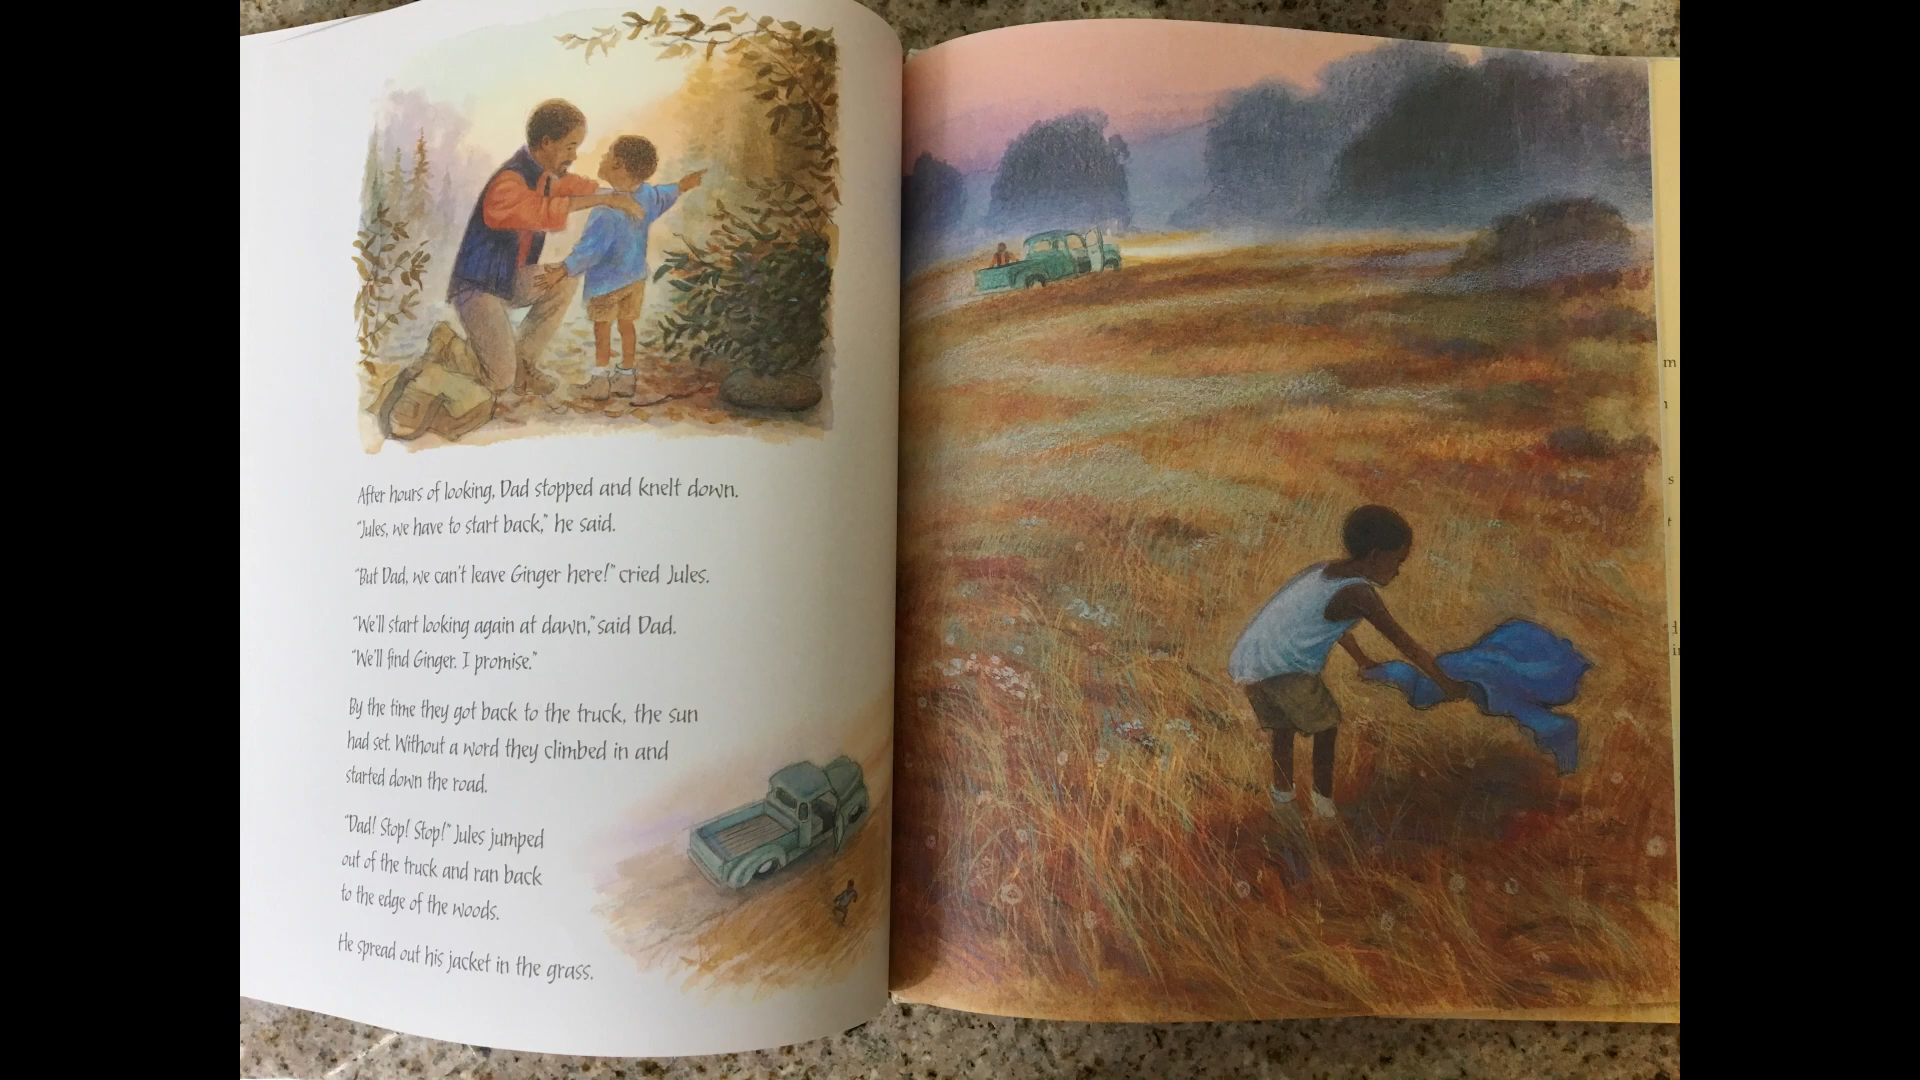 After hours of looking, Dad stopped and knelt down.
"Jules, we have to start back," he said.
"But Dad, we can't leave Ginger here!" cried Jules.
"We'll start looking again at dawn," said Dad.
"We'll find Ginger. I promise."
By the time they got back to the truck, the sun
had set. Without a word they climbed in and
started down the road.
"Dad! Stop! Stop!" Jules jumped
out of the truck and ran back
to the edge of the woods.
He spread out his jacket in the grass.